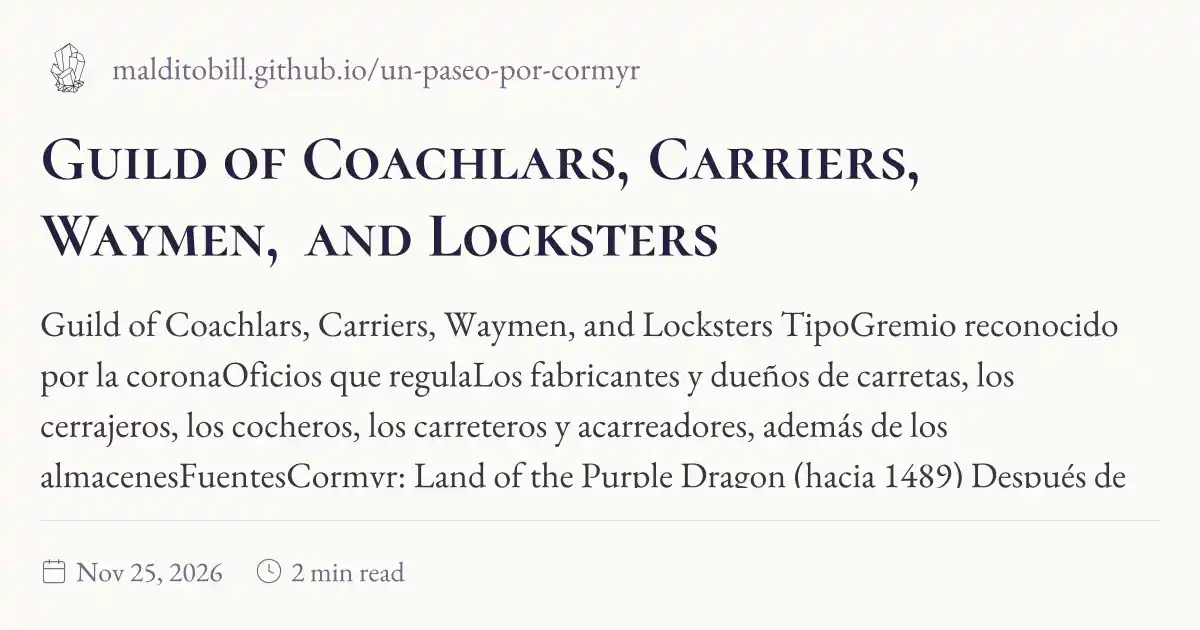 malditobill.github.io/un-paseo-por-cormyr
Guild of Coachlars, Carriers,
Waymen, and Locksters
Guild of Coachlars, Carriers, Waymen, and Locksters TipoGremio reconocido
por la coronaOficios que regulaLos fabricantes y dueños de carretas, los
cerrajeros, los cocheros, los carreteros y acarreadores, además de los
almacenesFuentesCormyr: Land of the Purple Dragon (hacia 1489) Después de
Nov 25, 2026
2 min read